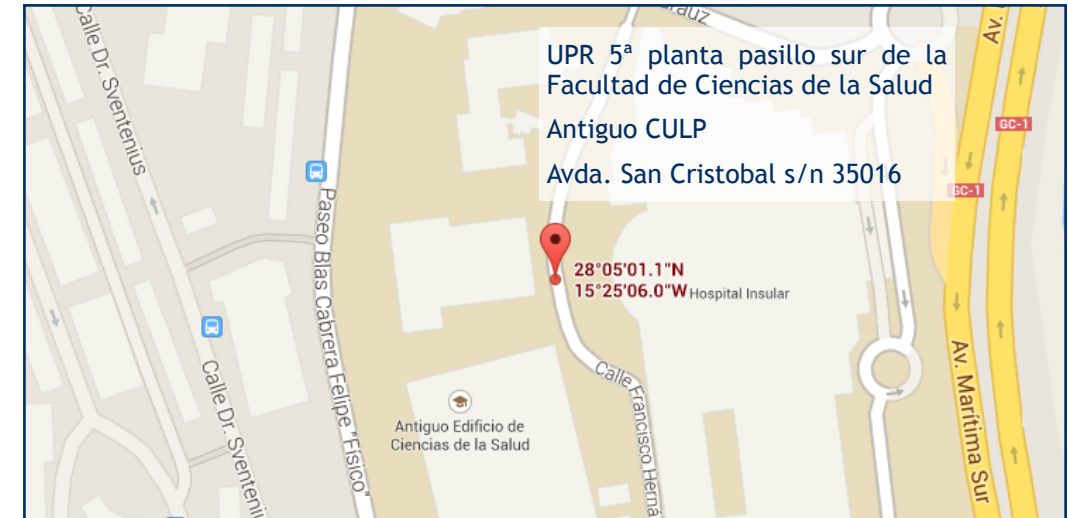 UPR 5ª planta pasillo sur de la
Facultad de Ciencias de la Salud
Antiguo CULP
Avda. San Cristobal s/n 35016
Calle Dr. Sventenius
Paseo Blas Cabrera Felipe "Físico"
Calle Dr. Sventeni
28°05'01.1"N
15°25'06.0"W
Hospital Insular
Calle Francisco Herná
Antiguo Edificio de
Ciencias de la Salud
GC-1
GC-1
Av.
Av. Marítima Sur